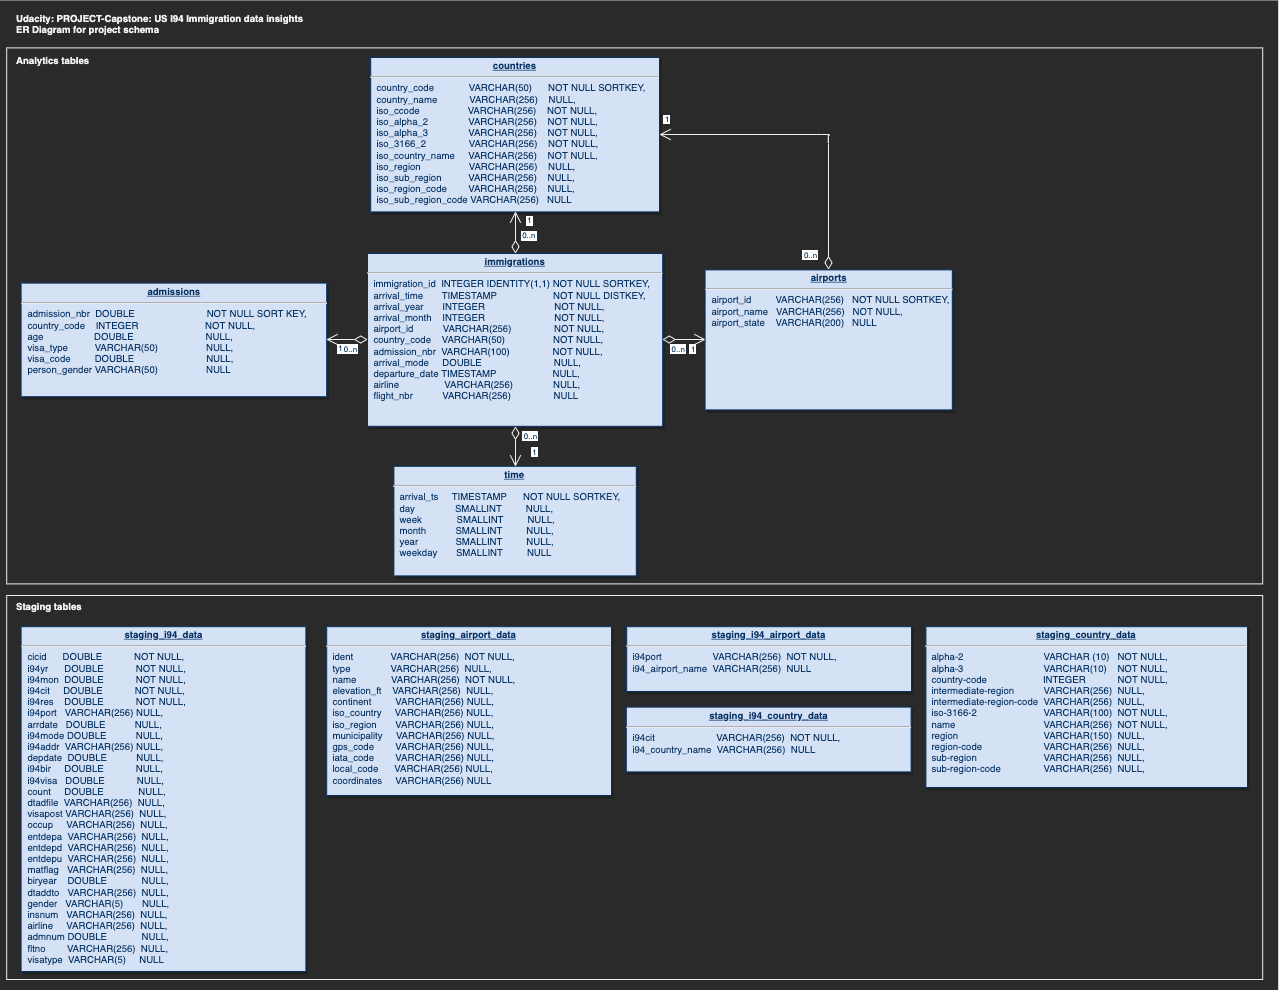 Udacity: PROJECT-Capstone: US I94 Immigration data insights
ER Diagram for project schema
Analytics tables
countries
country_code VARCHAR(50) NOT NULL SORTKEY,
country_name VARCHAR(256) NULL,
iso_ccode VARCHAR(256) NOT NULL,
iso_alpha_2 VARCHAR(256) NOT NULL,
iso_alpha_3 VARCHAR(256) NOT NULL,
iso_3166_2 VARCHAR(256) NOT NULL,
iso_country_name VARCHAR(256) NOT NULL,
iso_region VARCHAR(256) NULL,
iso_sub_region VARCHAR(256) NULL,
iso_region_code VARCHAR(256) NULL,
iso_sub_region_code VARCHAR(256) NULL
1
1
0..n
0..n
immigrations
immigration_id INTEGER IDENTITY(1,1) NOT NULL SORTKEY,
arrival_time TIMESTAMP NOT NULL DISTKEY,
arrival_year INTEGER NOT NULL,
arrival_month INTEGER NOT NULL,
airport_id VARCHAR(256) NOT NULL,
country_code VARCHAR(50) NOT NULL,
admission_nbr VARCHAR(100) NOT NULL,
arrival_mode DOUBLE NULL,
departure_date TIMESTAMP NULL,
airline VARCHAR(256) NULL,
flight_nbr VARCHAR(256) NULL
airports
airport_id VARCHAR(256) NOT NULL SORTKEY,
airport_name VARCHAR(256) NOT NULL,
airport_state VARCHAR(200) NULL
admissions
admission_nbr DOUBLE NOT NULL SORT KEY,
country_code INTEGER NOT NULL,
age DOUBLE NULL,
visa_type VARCHAR(50) NULL,
visa_code DOUBLE NULL,
person_gender VARCHAR(50) NULL
1 0..n
0..n 1
0..n
1
time
arrival_ts TIMESTAMP NOT NULL SORTKEY,
day SMALLINT NULL,
week SMALLINT NULL,
month SMALLINT NULL,
year SMALLINT NULL,
weekday SMALLINT NULL
Staging tables
staging_i94_data
cicid DOUBLE NOT NULL,
i94yr DOUBLE NOT NULL,
i94mon DOUBLE NOT NULL,
i94cit DOUBLE NOT NULL,
i94res DOUBLE NOT NULL,
i94port VARCHAR(256) NULL,
arrdate DOUBLE NULL,
i94mode DOUBLE NULL,
i94addr VARCHAR(256) NULL,
depdate DOUBLE NULL,
i94bir DOUBLE NULL,
i94visa DOUBLE NULL,
count DOUBLE NULL,
dtadfile VARCHAR(256) NULL,
visapost VARCHAR(256) NULL,
occup VARCHAR(256) NULL,
entdepa VARCHAR(256) NULL,
entdepd VARCHAR(256) NULL,
entdepu VARCHAR(256) NULL,
matflag VARCHAR(256) NULL,
biryear DOUBLE NULL,
dtaddto VARCHAR(256) NULL,
gender VARCHAR(5) NULL,
insnum VARCHAR(256) NULL,
airline VARCHAR(256) NULL,
admnum DOUBLE NULL,
fltno VARCHAR(256) NULL,
visatype VARCHAR(5) NULL
staging_airport_data
ident VARCHAR(256) NOT NULL,
type VARCHAR(256) NULL,
name VARCHAR(256) NOT NULL,
elevation_ft VARCHAR(256) NULL,
continent VARCHAR(256) NULL,
iso_country VARCHAR(256) NULL,
iso_region VARCHAR(256) NULL,
municipality VARCHAR(256) NULL,
gps_code VARCHAR(256) NULL,
iata_code VARCHAR(256) NULL,
local_code VARCHAR(256) NULL,
coordinates VARCHAR(256) NULL
staging_i94_airport_data
i94port VARCHAR(256) NOT NULL,
i94_airport_name VARCHAR(256) NULL
staging_i94_country_data
i94cit VARCHAR(256) NOT NULL,
i94_country_name VARCHAR(256) NULL
staging_country_data
alpha-2 VARCHAR (10) NOT NULL,
alpha-3 VARCHAR (10) NOT NULL,
country-code INTEGER NOT NULL,
intermediate-region VARCHAR(256) NULL,
intermediate-region-code VARCHAR(256) NULL,
iso-3166-2 VARCHAR(100) NOT NULL,
name VARCHAR(256) NOT NULL,
region VARCHAR(150) NULL,
region-code VARCHAR(256) NULL,
sub-region VARCHAR(256) NULL,
sub-region-code VARCHAR(256) NULL,